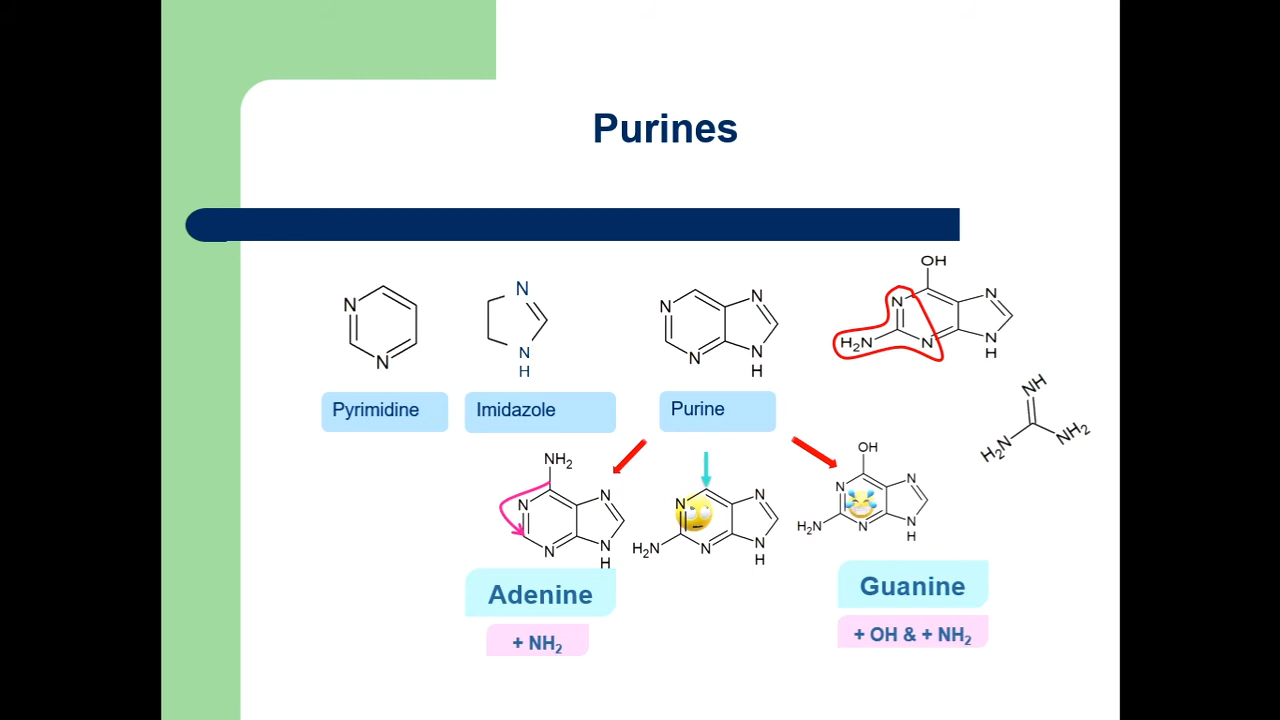 Purines
N
N
N
N
H
N
N
N
N
H
OH
N
N
H₂N
N
N
H
Pyrimidine
Imidazole
Purine
NH
H₂N
NH₂
NH₂
N
N
N
N
H
N
N
H₂N
N
N
H
OH
N
N
H₂N
N
N
H
Adenine
Guanine
+ NH₂
+ OH & + NH₂